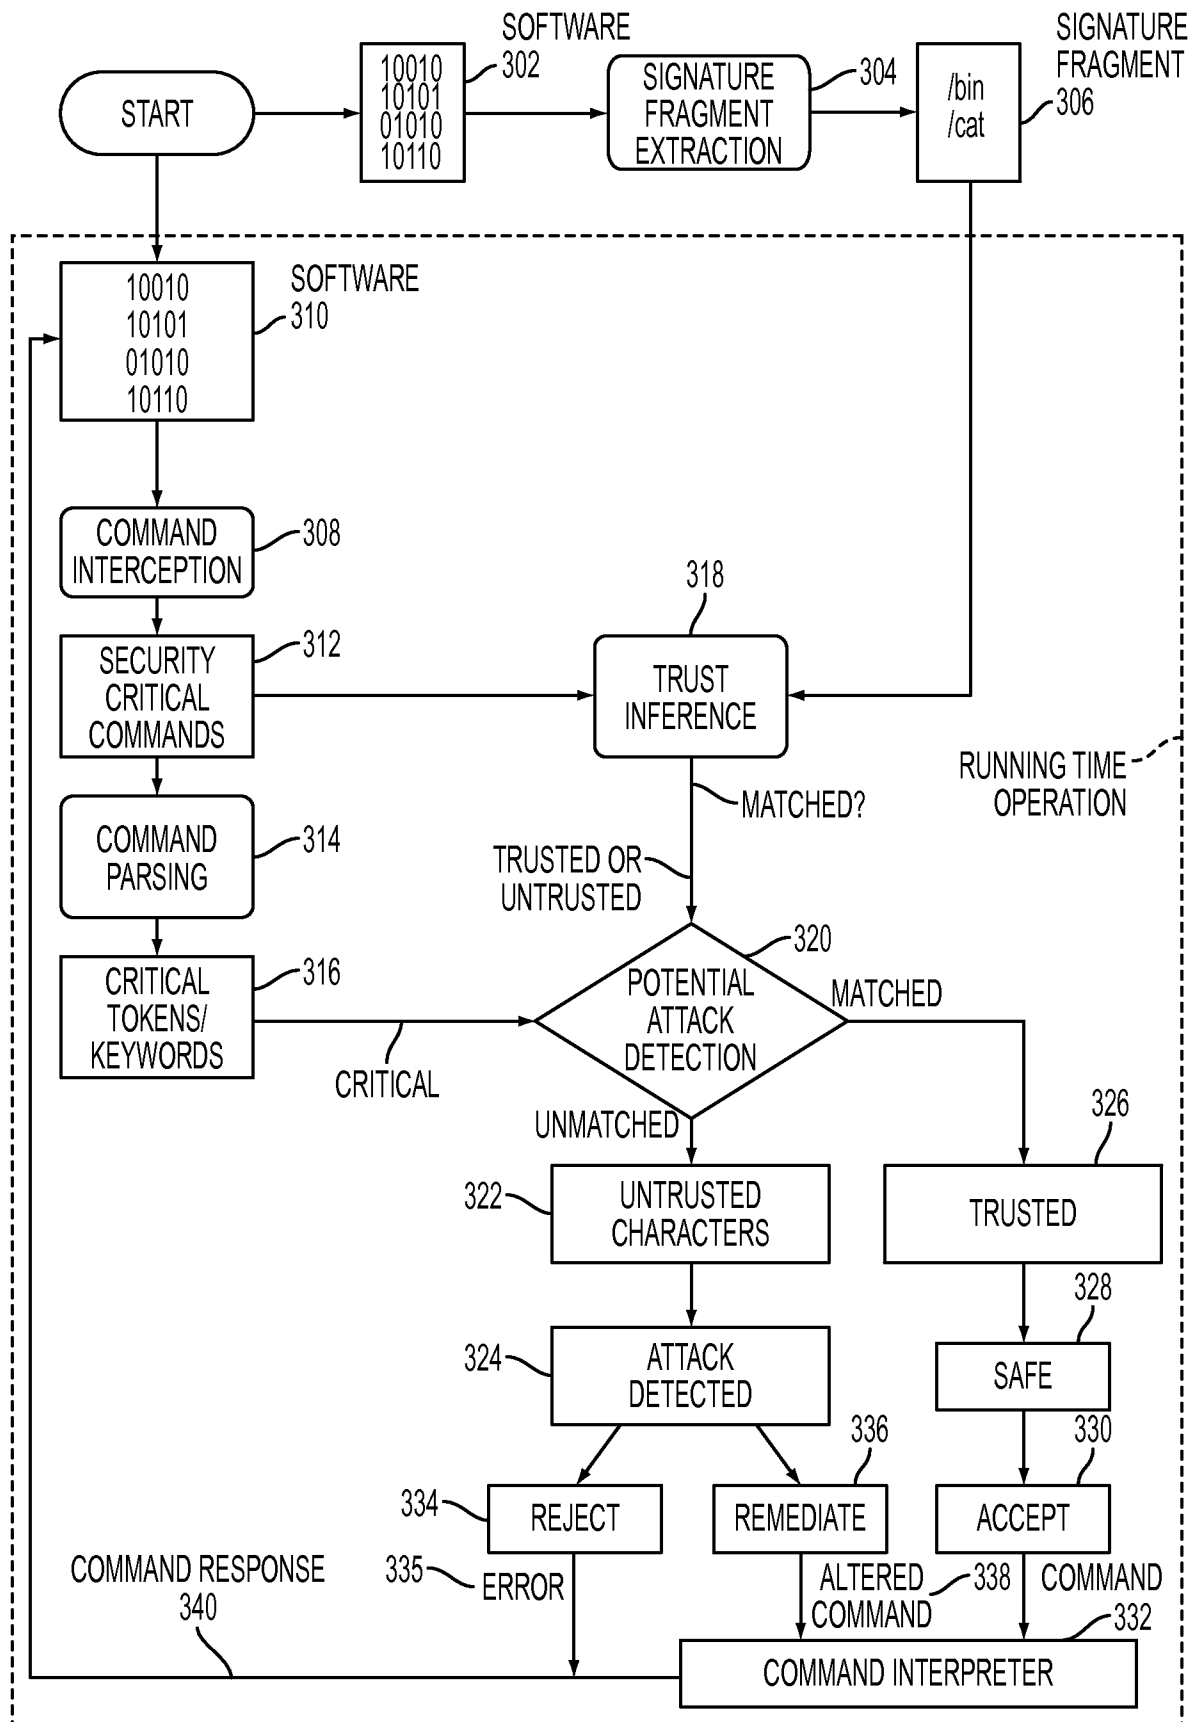 SOFTWARE
302
SIGNATURE
FRAGMENT
306
START
10010
10101
01010
10110
SIGNATURE
FRAGMENT
EXTRACTION
304
/bin
/cat
10010
10101
01010
10110
SOFTWARE
310
COMMAND
INTERCEPTION
308
318
SECURITY
CRITICAL
COMMANDS
312
TRUST
INFERENCE
RUNNING TIME
OPERATION
MATCHED?
COMMAND
PARSING
314
TRUSTED OR
UNTRUSTED
320
CRITICAL
TOKENS/
KEYWORDS
316
POTENTIAL
ATTACK
DETECTION
MATCHED
CRITICAL
UNMATCHED
326
322
UNTRUSTED
CHARACTERS
TRUSTED
328
324
ATTACK
DETECTED
SAFE
336
330
334
REJECT
REMEDIATE
ACCEPT
335
ERROR
ALTERED
COMMAND
338
COMMAND
332
COMMAND RESPONSE
340
COMMAND INTERPRETER